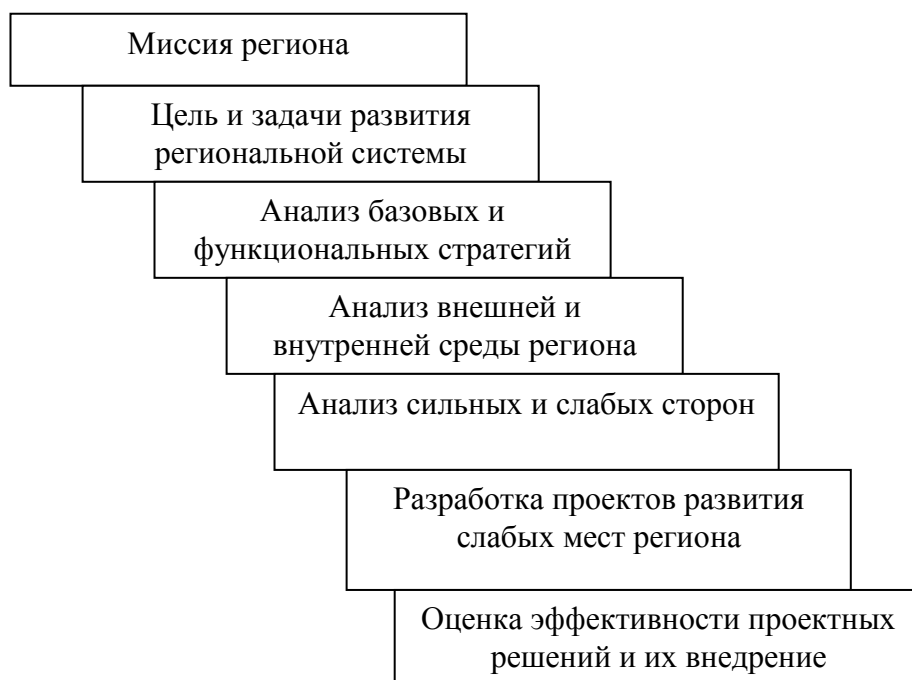 Миссия региона
Цель и задачи развития
региональной системы
Анализ базовых и
функциональных стратегий
Анализ внешней и
внутренней среды региона
Анализ сильных и слабых сторон
Разработка проектов развития
слабых мест региона
Оценка эффективности проектных
решений и их внедрение